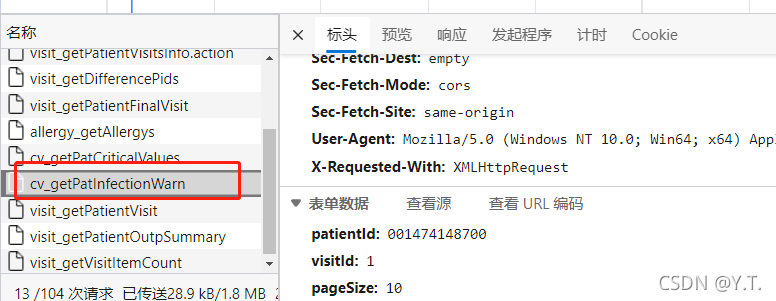 名称
visit_getPatientVisitsInfo.action
visit_getDifferencePids
visit_getPatientFinalVisit
allergy_getAllergys
cv_getPatCriticalValues
cv_getPatInfectionWarn
visit_getPatientVisit
visit_getPatientOutpSummary
visit_getVisitItemCount
13 /104 次请求 已传送28.9 kB/1.8 MB
标头 预览 响应 发起程序 计时 Cookie
Sec-Fetch-Dest: empty
Sec-Fetch-Mode: cors
Sec-Fetch-Site: same-origin
User-Agent: Mozilla/5.0 (Windows NT 10.0; Win64; x64) Appl
X-Requested-With: XMLHttpRequest
表单数据 查看源 查看 URL 编码
patientId: 001474148700
visitId: 1
pageSize: 10
CSDN @Y.T.